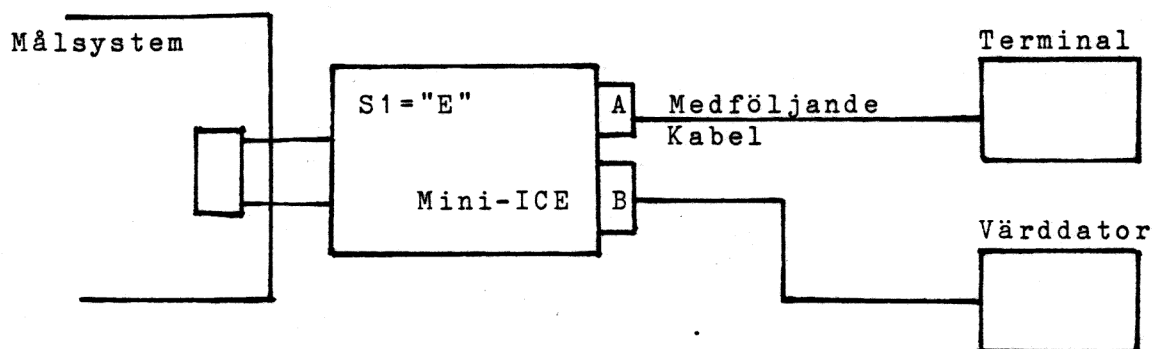 Målsystem
Terminal
S1="E"
A
Medföljande
Kabel
Mini-ICE
B
Värddator